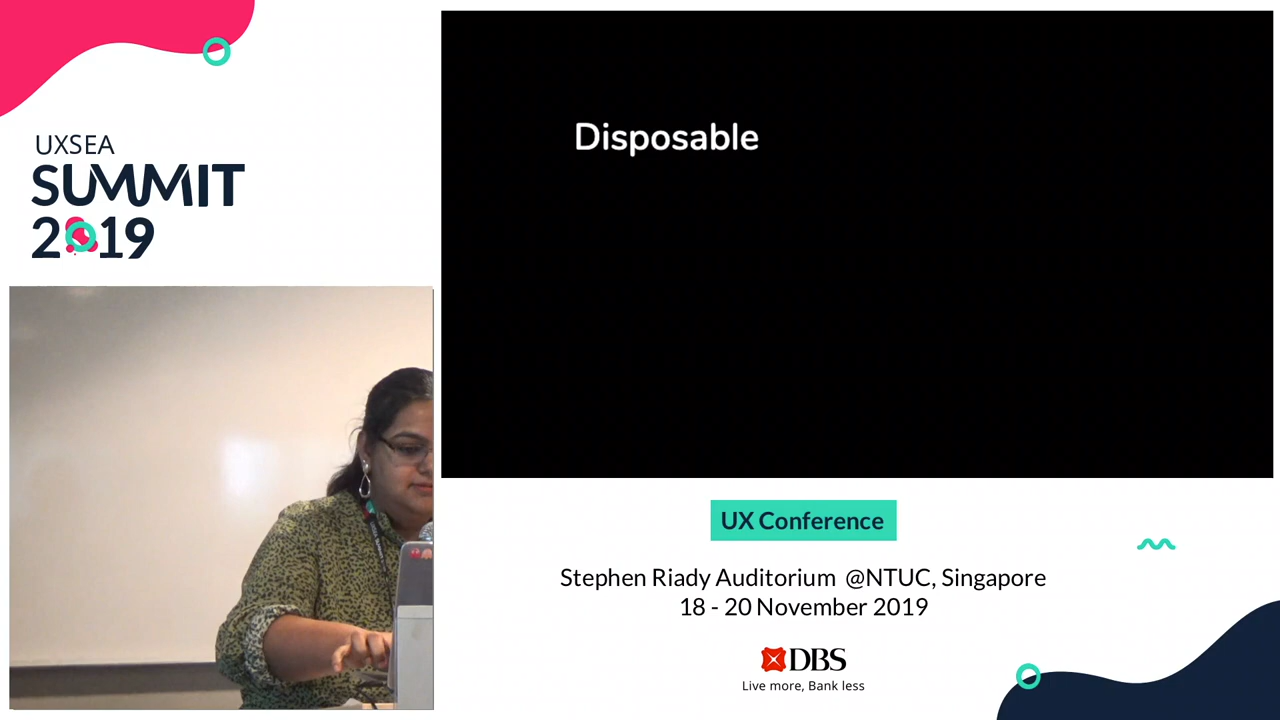 UXSEA
SUMMIT
2019
Disposable
UX Conference
Stephen Riady Auditorium @NTUC, Singapore
18 - 20 November 2019
DBS
Live more, Bank less